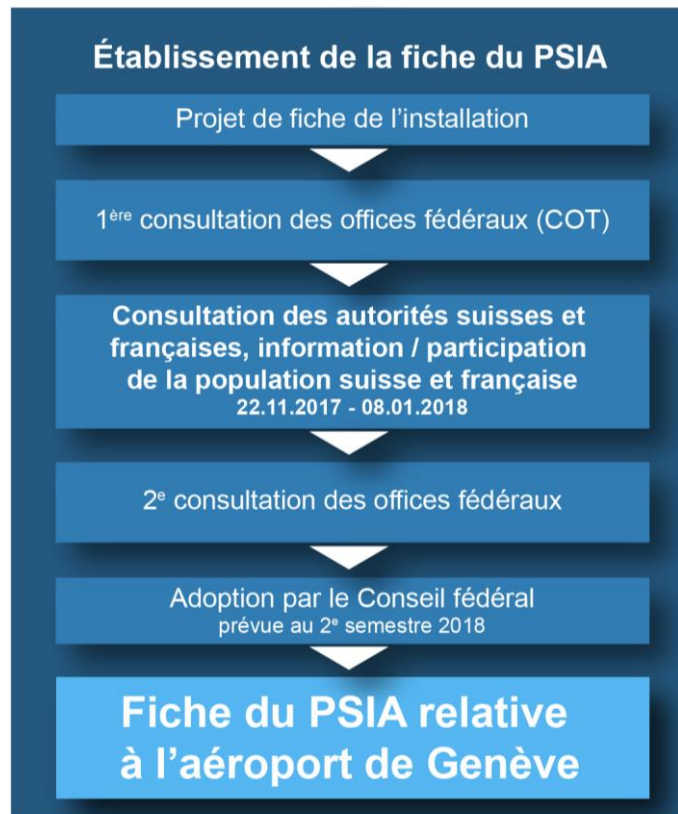 Établissement de la fiche du PSIA
Projet de fiche de l'installation
1ère consultation des offices fédéraux (COT)
Consultation des autorités suisses et
françaises, information / participation
de la population suisse et française
22.11.2017 - 08.01.2018
2e consultation des offices fédéraux
Adoption par le Conseil fédéral
prévue au 2e semestre 2018
Fiche du PSIA relative
à l'aéroport de Genève